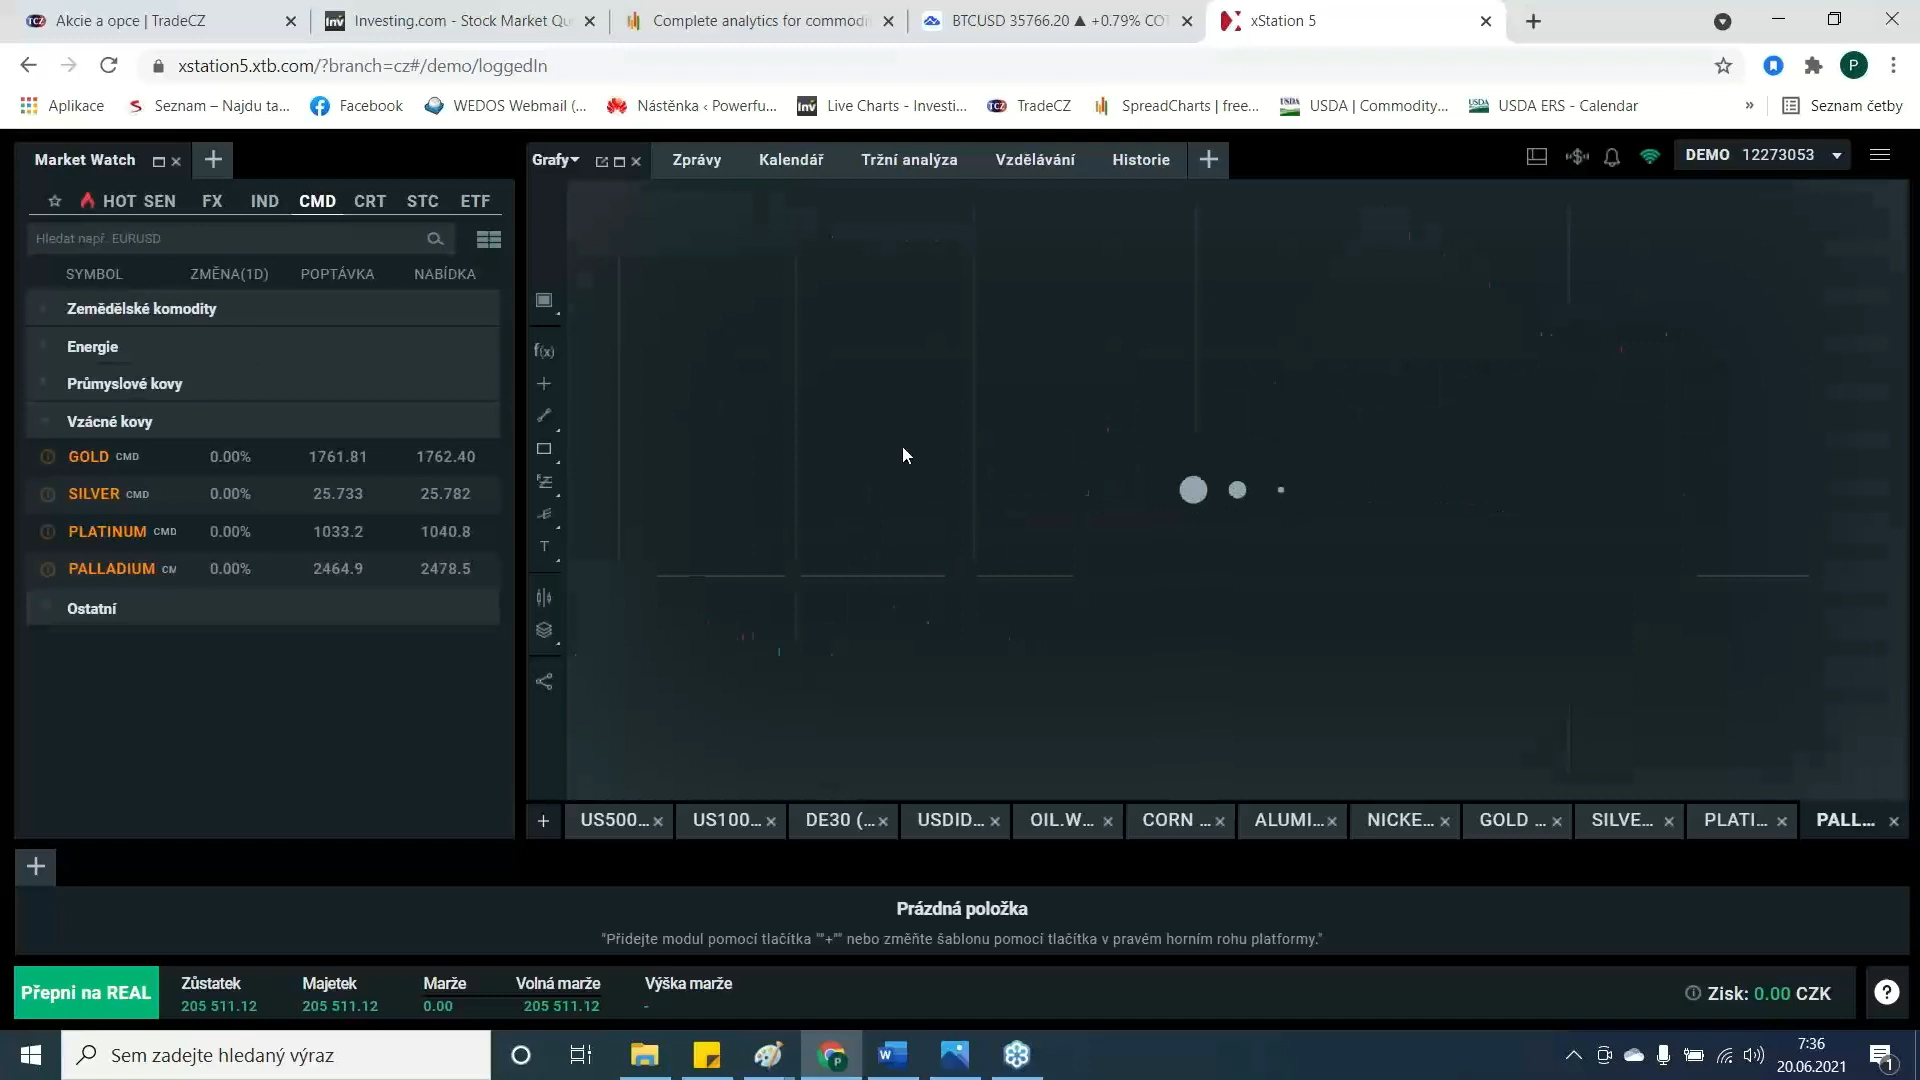 Akcie a opce | TradeCZ
Investing.com - Stock Market Qu
Complete analytics for commodi
BTCUSD 35766.20 ▲ +0.79% COT
xStation 5
xstation5.xtb.com/?branch=cz#/demo/loggedIn
P
Aplikace
Seznam – Najdu ta...
Facebook
WEDOS Webmail (...
Nástěnka ‹ Powerfu...
Live Charts - Investi...
TradeCZ
SpreadCharts | free...
USDA | Commodity...
USDA ERS - Calendar
»
Seznam četby
Market Watch
Grafy
Zprávy
Kalendář
Tržní analýza
Vzdělávání
Historie
DEMO 12273053
HOT SEN FX IND CMD CRT STC ETF
Hledat např. EURUSD
SYMBOL ZMĚNA(1D) POPTÁVKA NABÍDKA
Zemědělské komodity
Energie
Průmyslové kovy
Vzácné kovy
GOLD CMD 0.00% 1761.81 1762.40
SILVER CMD 0.00% 25.733 25.782
PLATINUM CMD 0.00% 1033.2 1040.8
PALLADIUM CM 0.00% 2464.9 2478.5
Ostatní
f(x)
T
US500... US100... DE30 (... USDID... OIL.W... CORN ... ALUMI... NICKE... GOLD ... SILVE... PLATI... PALL...
Prázdná položka
"Přidejte modul pomocí tlačítka ""+"" nebo změňte šablonu pomocí tlačítka v pravém horním rohu platformy."
Přepni na REAL
Zůstatek Majetek Marže Volná marže Výška marže
205 511.12 205 511.12 0.00 205 511.12 -
Zisk: 0.00 CZK
?
Sem zadejte hledaný výraz
7:36
20.06.2021
1